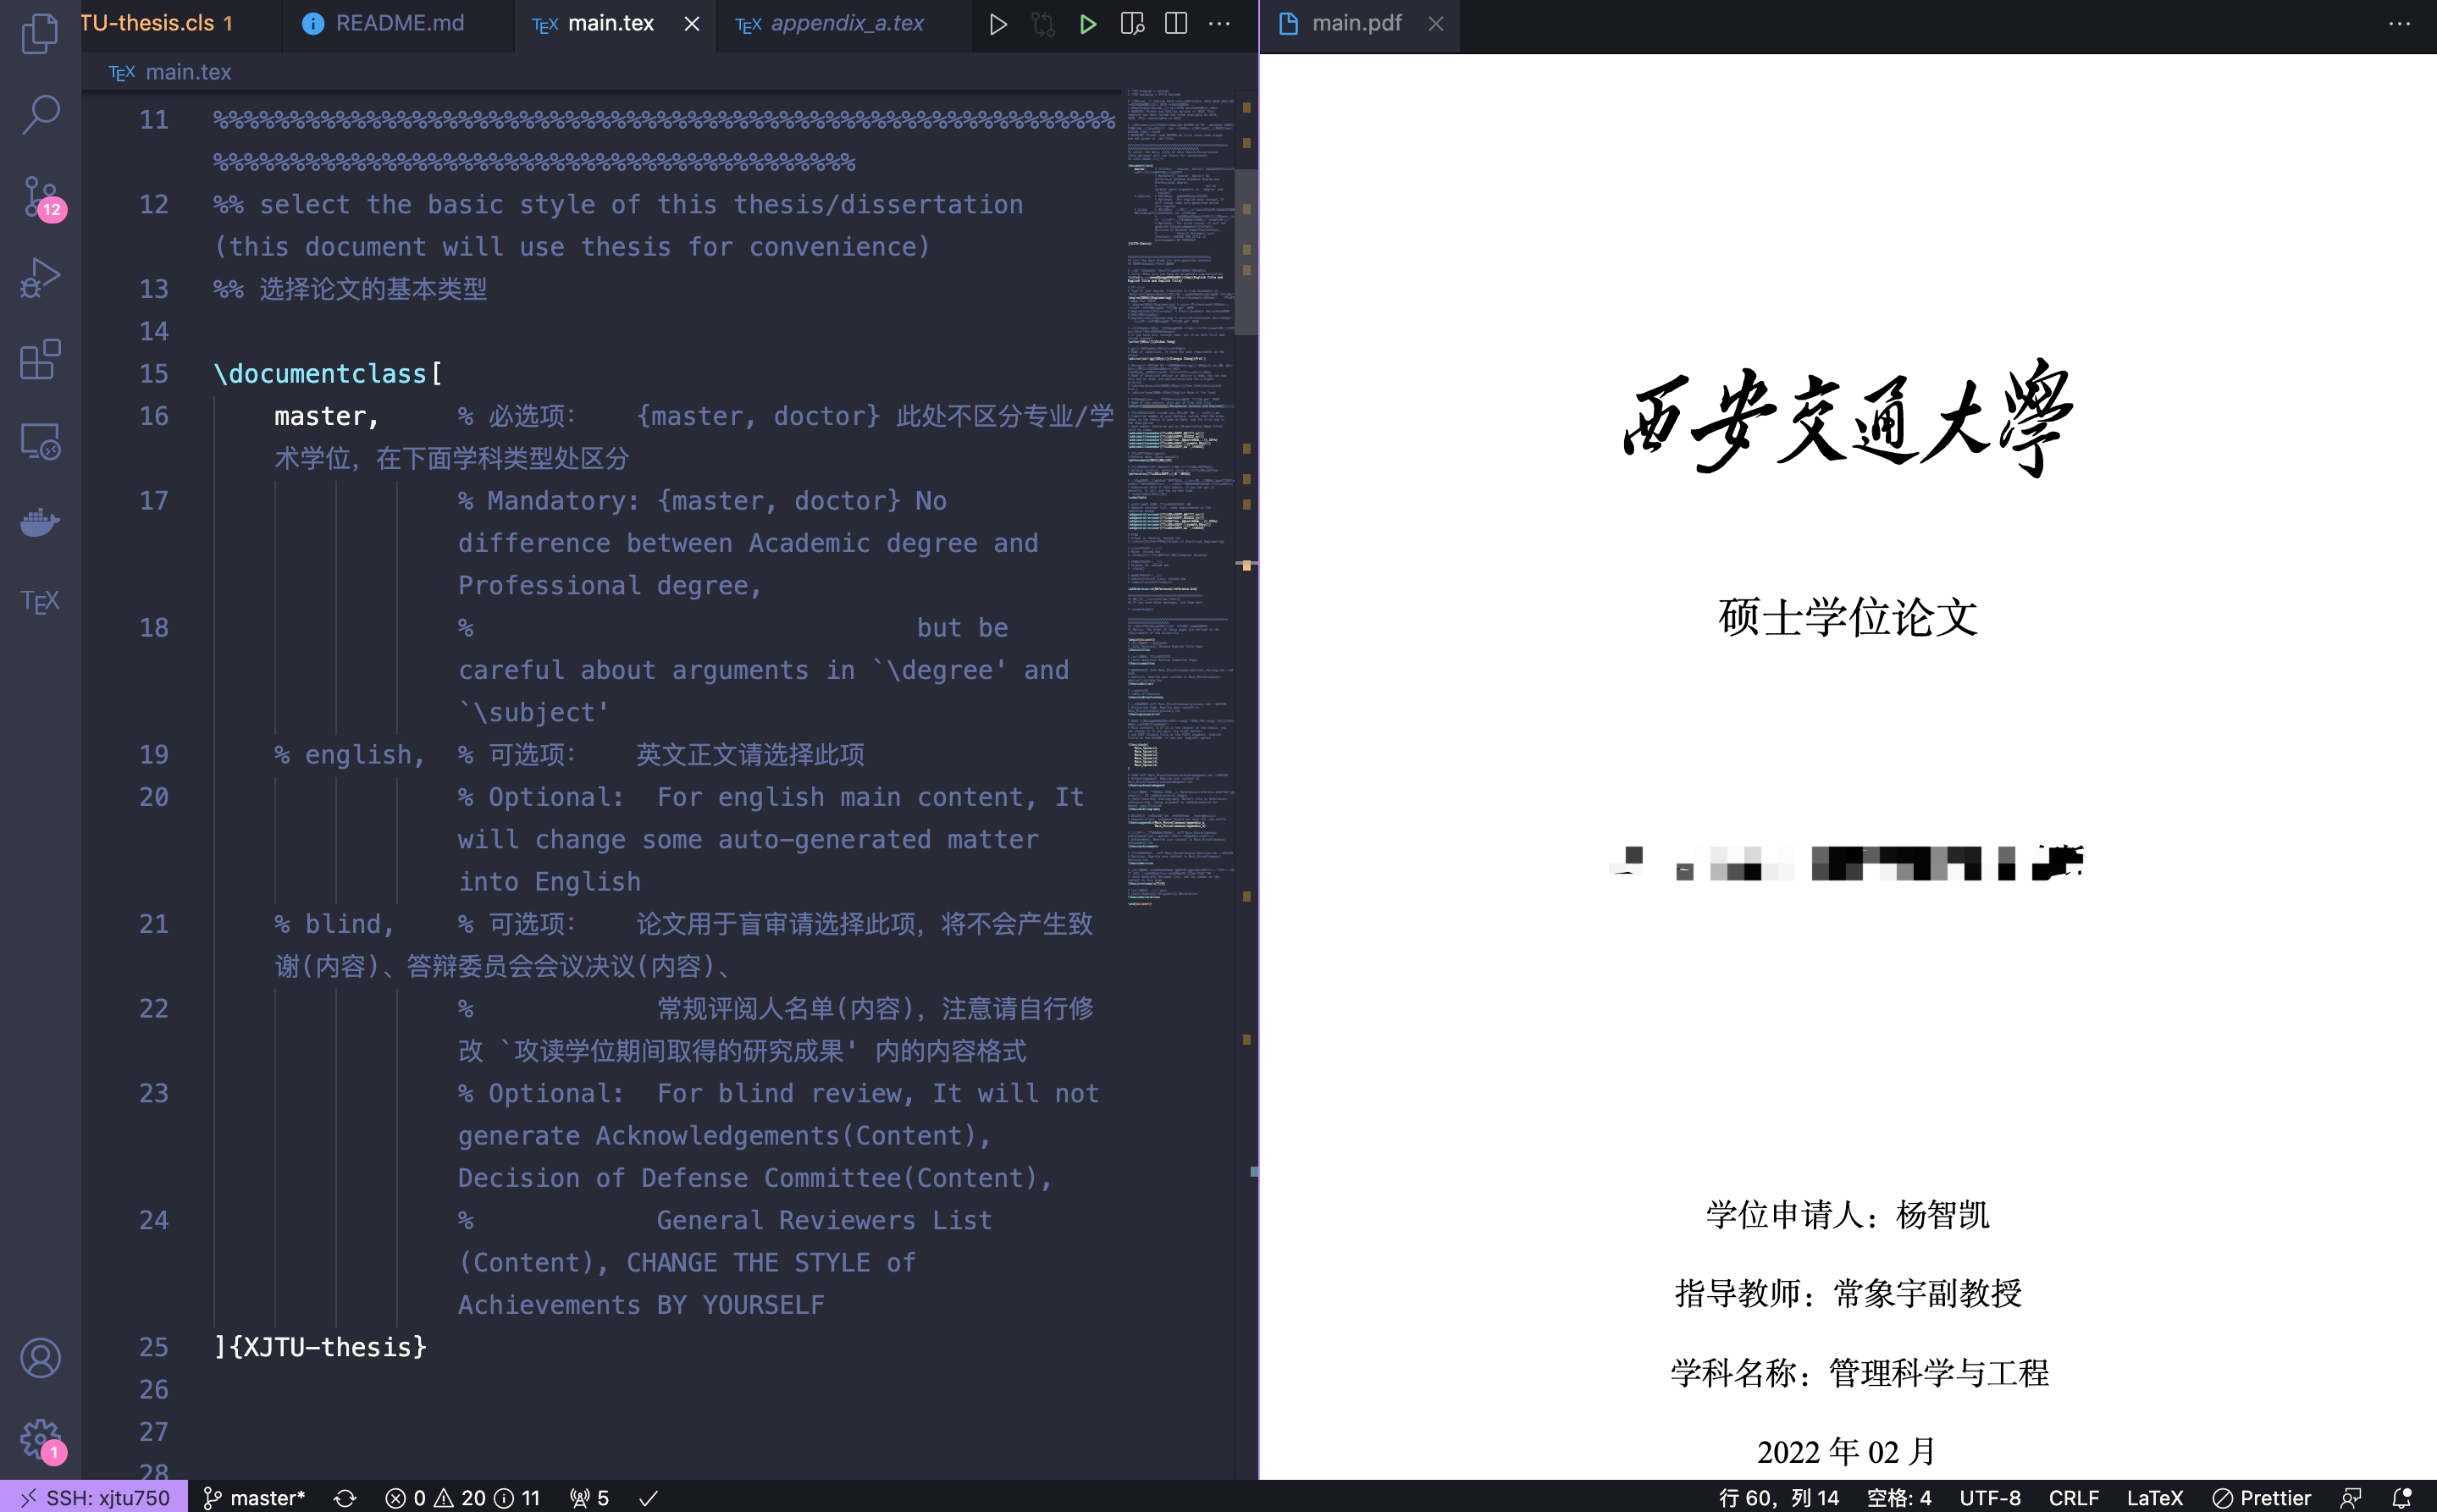 TU-thesis.cls 1
README.md
main.tex
appendix_a.tex
main.pdf
main.tex
11 %%%%%%%%%%%%%%%%%%%%%%%%%%%%%%%%%%%%%%%%%%%%%%%%%%%%%%%%%%%
%%%%%%%%%%%%%%%%%%%%%%%%%%%%%%%%%%%%%%%%%%
12 %% select the basic style of this thesis/dissertation
(this document will use thesis for convenience)
13 %% 选择论文的基本类型
14
15 \documentclass[
16 master, % 必选项： {master, doctor} 此处不区分专业/学
术学位，在下面学科类型处区分
17 % Mandatory: {master, doctor} No
difference between Academic degree and
Professional degree,
18 % but be
careful about arguments in `\degree' and
`\subject'
19 % english, % 可选项： 英文正文请选择此项
20 % Optional: For english main content, It
will change some auto-generated matter
into English
21 % blind, % 可选项： 论文用于盲审请选择此项，将不会产生致
谢(内容)、答辩委员会会议决议(内容)、
22 % 常规评阅人名单(内容)，注意请自行修
改 `攻读学位期间取得的研究成果' 内的内容格式
23 % Optional: For blind review, It will not
generate Acknowledgements(Content),
Decision of Defense Committee(Content),
24 % General Reviewers List
(Content), CHANGE THE STYLE of
Achievements BY YOURSELF
25 ]{XJTU-thesis}
26
27
28
12
TEX
1
西安交通大學
硕士学位论文
学位申请人：杨智凯
指导教师：常象宇副教授
学科名称：管理科学与工程
2022 年 02 月
SSH: xjtu750 master* 0 20 11 5 行 60，列 14 空格: 4 UTF-8 CRLF LaTeX Prettier